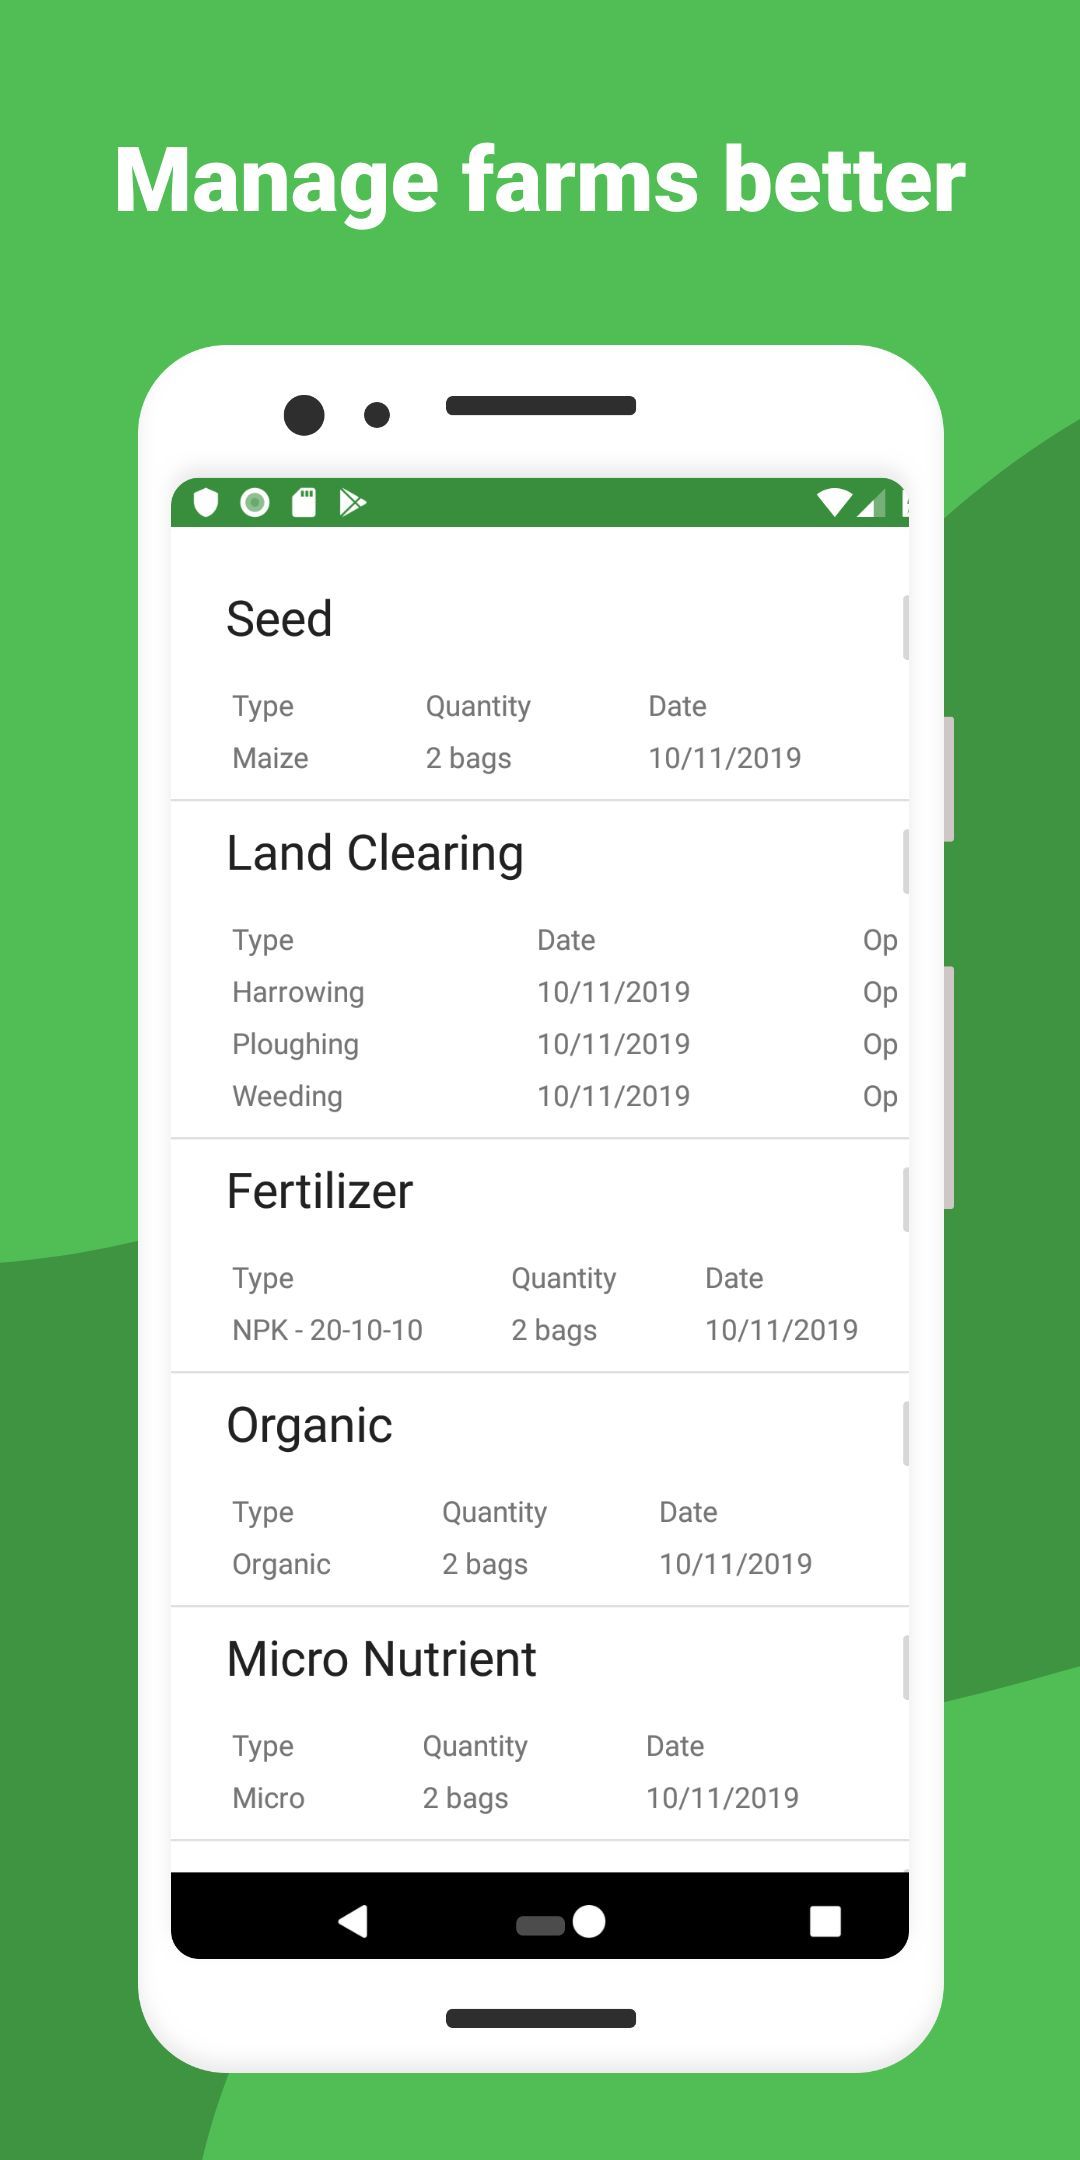 Manage farms better
Seed
Type Quantity Date
Maize 2 bags 10/11/2019
Land Clearing
Type Date Op
Harrowing 10/11/2019 Op
Ploughing 10/11/2019 Op
Weeding 10/11/2019 Op
Fertilizer
Type Quantity Date
NPK - 20-10-10 2 bags 10/11/2019
Organic
Type Quantity Date
Organic 2 bags 10/11/2019
Micro Nutrient
Type Quantity Date
Micro 2 bags 10/11/2019